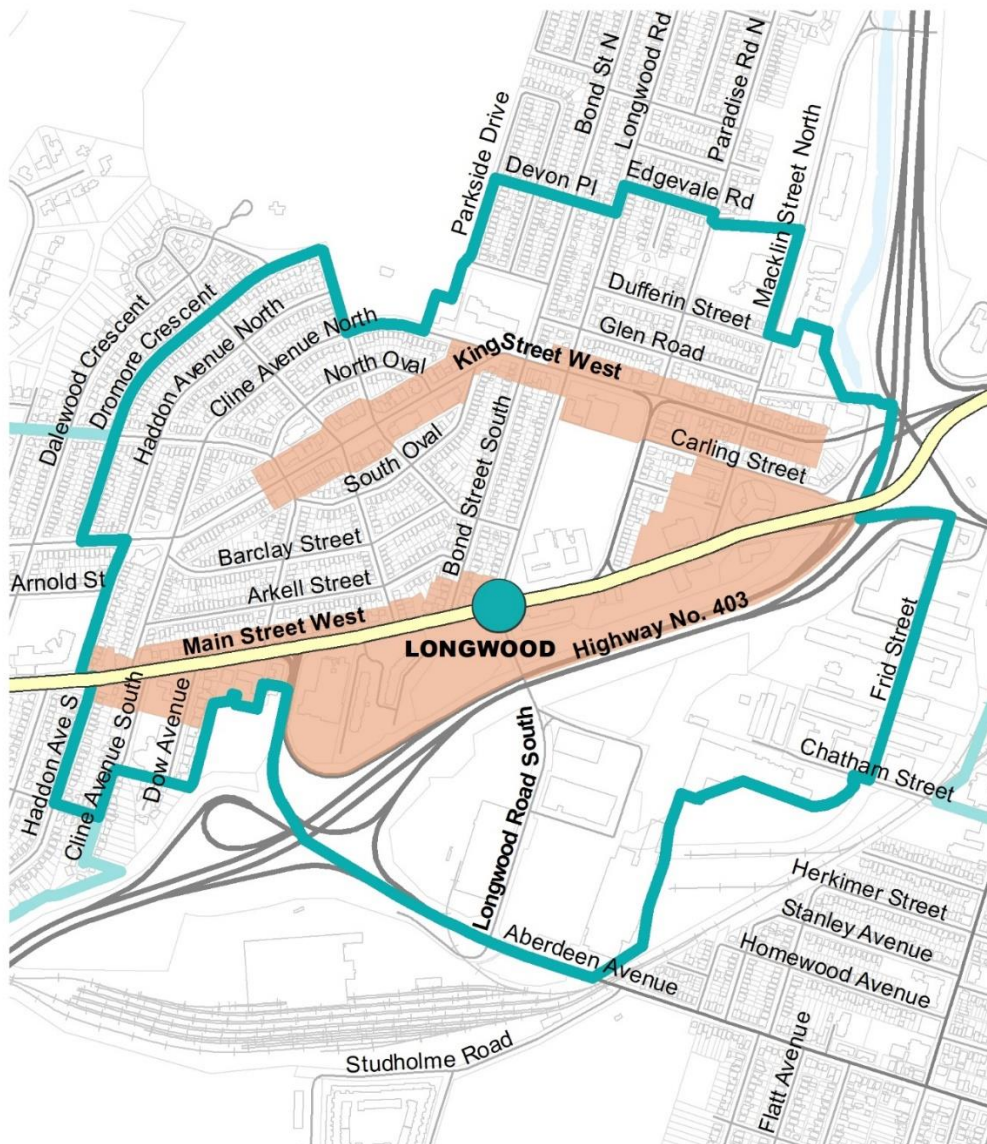 Parkside Drive
Bond St N
Longwood Rd
Paradise Rd N
Devon Pl
Edgevale Rd
Macklin Street North
Dalewood Crescent
Dromore Crescent
Haddon Avenue North
Cline Avenue North
North Oval
King Street West
Dufferin Street
Glen Road
South Oval
Bond Street South
Carling Street
Barclay Street
Arnold St
Arkell Street
Main Street West
LONGWOOD
Highway No. 403
Frid Street
Haddon Ave S
Cline Avenue South
Dow Avenue
Longwood Road South
Chatham Street
Herkimer Street
Stanley Avenue
Homewood Avenue
Aberdeen Avenue
Studholme Road
Flatt Avenue